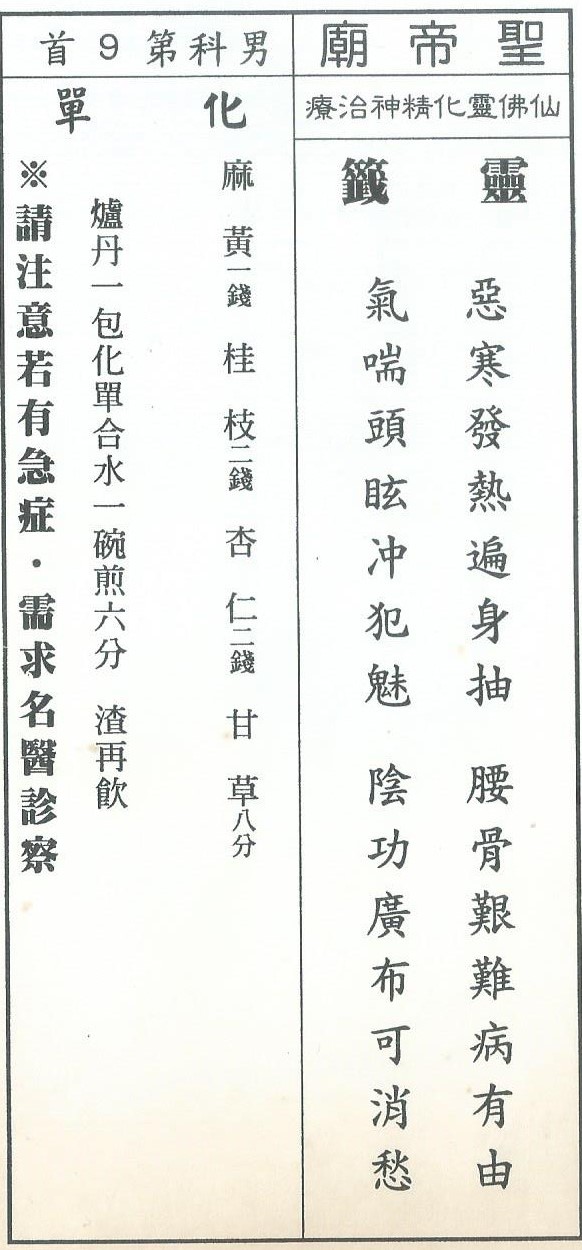 聖帝廟
仙佛靈化精神治療
靈籤
惡寒發熱遍身抽　腰骨艱難病有由
氣喘頭眩冲犯魅　陰功廣布可消愁
男科第9首
化單
麻黃一錢　桂枝二錢　杏仁二錢　甘草八分
爐丹一包化單合水一碗煎六分　渣再飲
※請注意若有急症・需求名醫診察